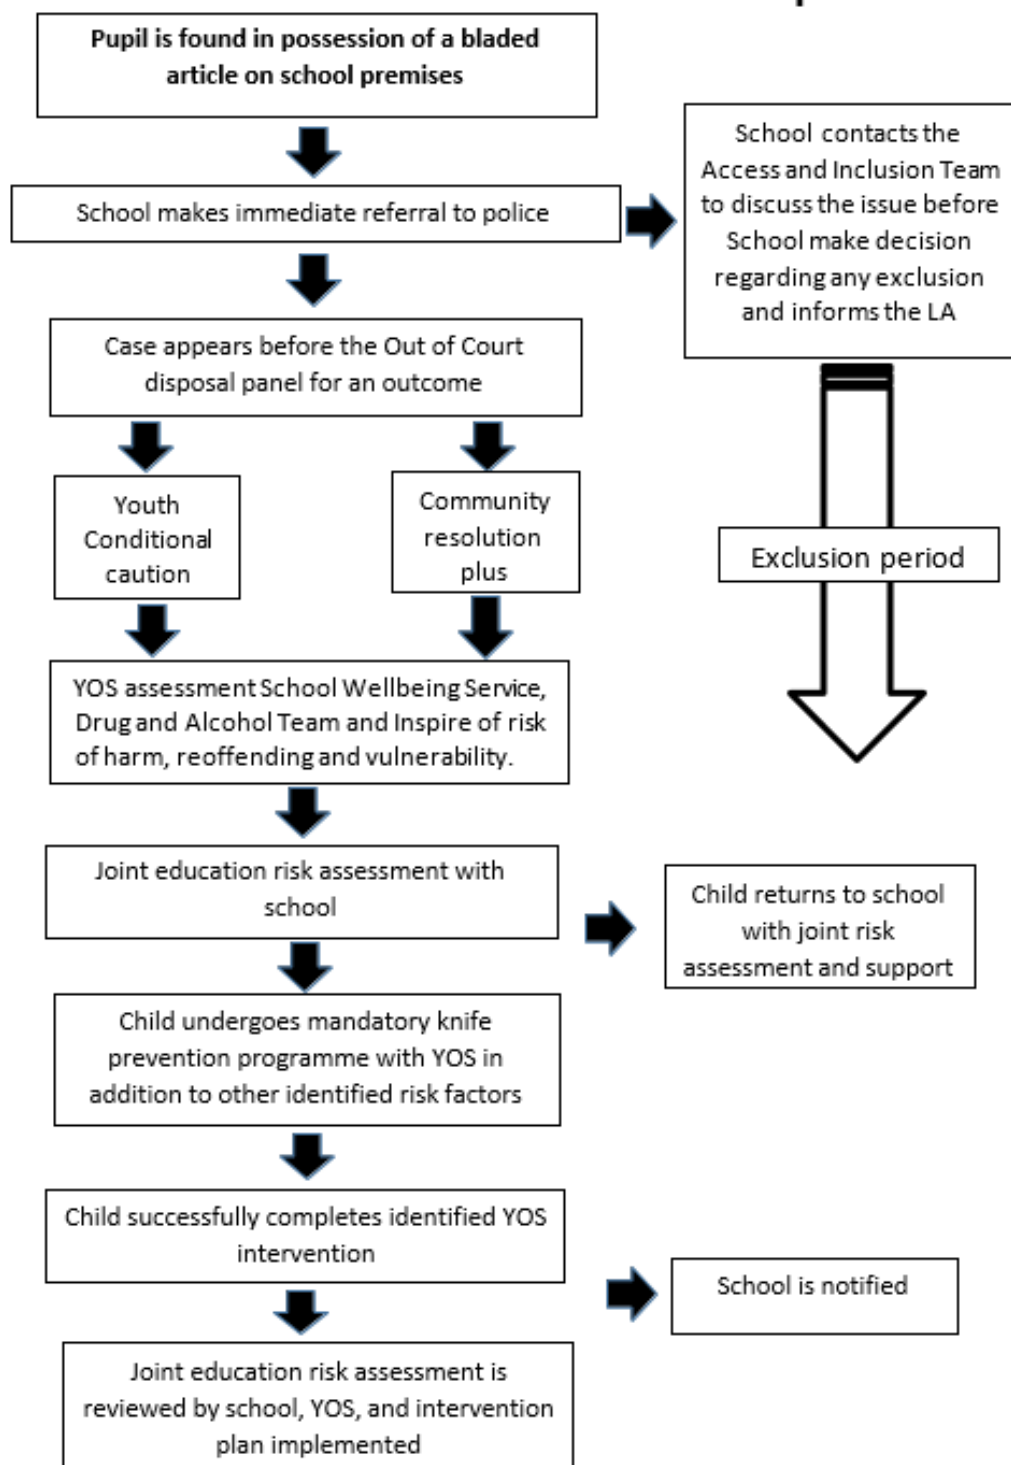 Pupil is found in possession of a bladed
article on school premises
School makes immediate referral to police
School contacts the
Access and Inclusion Team
to discuss the issue before
School make decision
regarding any exclusion
and informs the LA
Case appears before the Out of Court
disposal panel for an outcome
Youth
Conditional
caution
Community
resolution
plus
Exclusion period
YOS assessment School Wellbeing Service,
Drug and Alcohol Team and Inspire of risk
of harm, reoffending and vulnerability.
Joint education risk assessment with
school
Child returns to school
with joint risk
assessment and support
Child undergoes mandatory knife
prevention programme with YOS in
addition to other identified risk factors
Child successfully completes identified YOS
intervention
School is notified
Joint education risk assessment is
reviewed by school, YOS, and intervention
plan implemented